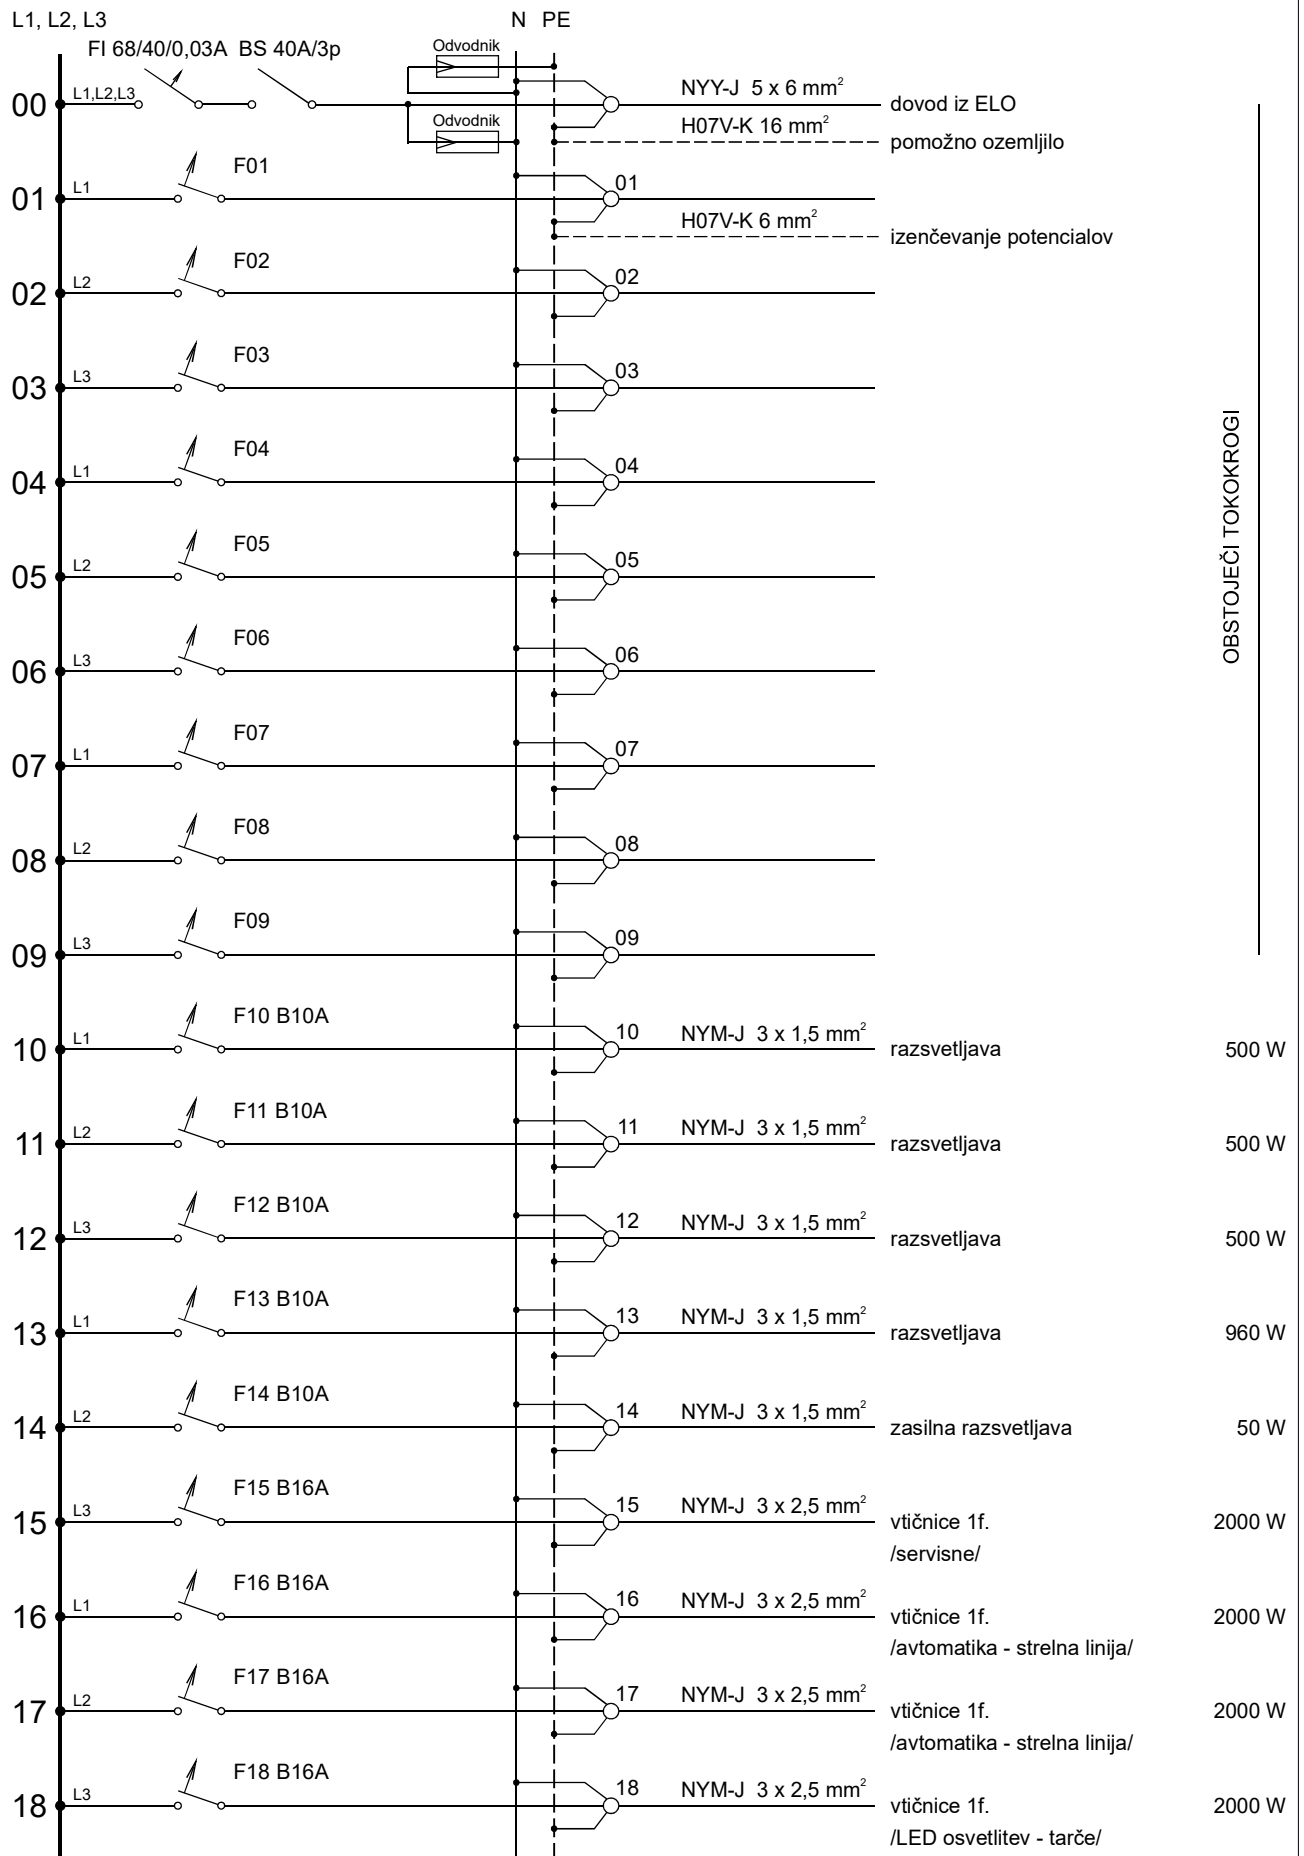 L1, L2, L3
N PE
FI 68/40/0,03A BS 40A/3p
Odvodnik
00 L1,L2,L3 NYY-J 5 x 6 mm² dovod iz ELO
Odvodnik
H07V-K 16 mm² pomožno ozemljilo
01 L1 F01 01
H07V-K 6 mm² izenčevanje potencialov
02 L2 F02 02
03 L3 F03 03
04 L1 F04 04
05 L2 F05 05
06 L3 F06 06
07 L1 F07 07
08 L2 F08 08
09 L3 F09 09
OBSTOJEČI TOKOKROGI
10 L1 F10 B10A 10 NYM-J 3 x 1,5 mm² razsvetljava 500 W
11 L2 F11 B10A 11 NYM-J 3 x 1,5 mm² razsvetljava 500 W
12 L3 F12 B10A 12 NYM-J 3 x 1,5 mm² razsvetljava 500 W
13 L1 F13 B10A 13 NYM-J 3 x 1,5 mm² razsvetljava 960 W
14 L2 F14 B10A 14 NYM-J 3 x 1,5 mm² zasilna razsvetljava 50 W
15 L3 F15 B16A 15 NYM-J 3 x 2,5 mm² vtičnice 1f. 2000 W
/servisne/
16 L1 F16 B16A 16 NYM-J 3 x 2,5 mm² vtičnice 1f. 2000 W
/avtomatika - strelna linija/
17 L2 F17 B16A 17 NYM-J 3 x 2,5 mm² vtičnice 1f. 2000 W
/avtomatika - strelna linija/
18 L3 F18 B16A 18 NYM-J 3 x 2,5 mm² vtičnice 1f. 2000 W
/LED osvetlitev - tarče/